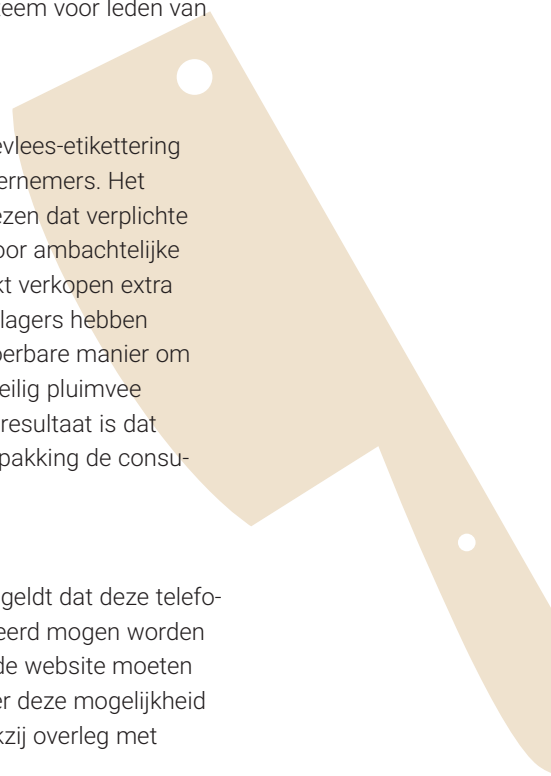 eem voor leden van
vlees-etikettering
ernemers. Het
ezen dat verplichte
oor ambachtelijke
kt verkopen extra
lagers hebben
oerbare manier om
eilig pluimvee
resultaat is dat
pakking de consu-
geldt dat deze telefo-
eerd mogen worden
de website moeten
er deze mogelijkheid
kzij overleg met